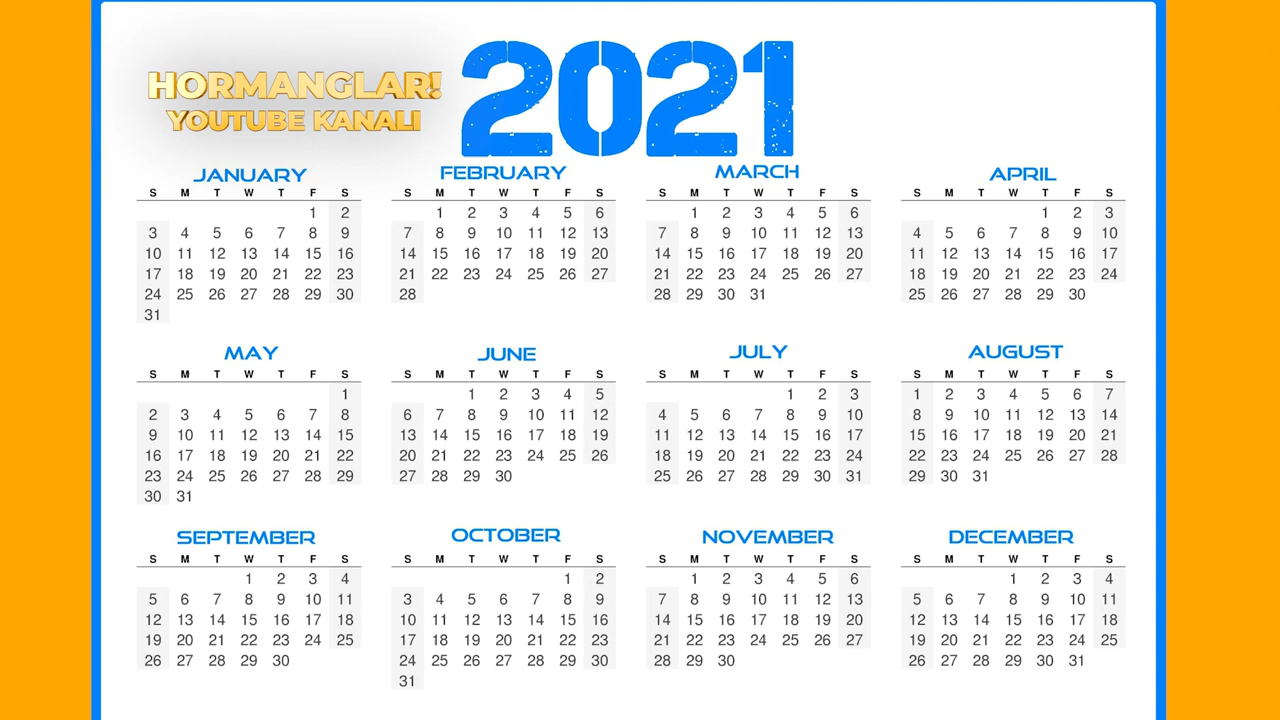 HORMANGLAR!
YOUTUBE KANALI
2021
JANUARY
S M T W T F S
1 2
3 4 5 6 7 8 9
10 11 12 13 14 15 16
17 18 19 20 21 22 23
24 25 26 27 28 29 30
31
FEBRUARY
S M T W T F S
1 2 3 4 5 6
7 8 9 10 11 12 13
14 15 16 17 18 19 20
21 22 23 24 25 26 27
28
MARCH
S M T W T F S
1 2 3 4 5 6
7 8 9 10 11 12 13
14 15 16 17 18 19 20
21 22 23 24 25 26 27
28 29 30 31
APRIL
S M T W T F S
1 2 3
4 5 6 7 8 9 10
11 12 13 14 15 16 17
18 19 20 21 22 23 24
25 26 27 28 29 30
MAY
S M T W T F S
1
2 3 4 5 6 7 8
9 10 11 12 13 14 15
16 17 18 19 20 21 22
23 24 25 26 27 28 29
30 31
JUNE
S M T W T F S
1 2 3 4 5
6 7 8 9 10 11 12
13 14 15 16 17 18 19
20 21 22 23 24 25 26
27 28 29 30
JULY
S M T W T F S
1 2 3
4 5 6 7 8 9 10
11 12 13 14 15 16 17
18 19 20 21 22 23 24
25 26 27 28 29 30 31
AUGUST
S M T W T F S
1 2 3 4 5 6 7
8 9 10 11 12 13 14
15 16 17 18 19 20 21
22 23 24 25 26 27 28
29 30 31
SEPTEMBER
S M T W T F S
1 2 3 4
5 6 7 8 9 10 11
12 13 14 15 16 17 18
19 20 21 22 23 24 25
26 27 28 29 30
OCTOBER
S M T W T F S
1 2
3 4 5 6 7 8 9
10 11 12 13 14 15 16
17 18 19 20 21 22 23
24 25 26 27 28 29 30
31
NOVEMBER
S M T W T F S
1 2 3 4 5 6
7 8 9 10 11 12 13
14 15 16 17 18 19 20
21 22 23 24 25 26 27
28 29 30
DECEMBER
S M T W T F S
1 2 3 4
5 6 7 8 9 10 11
12 13 14 15 16 17 18
19 20 21 22 23 24 25
26 27 28 29 30 31